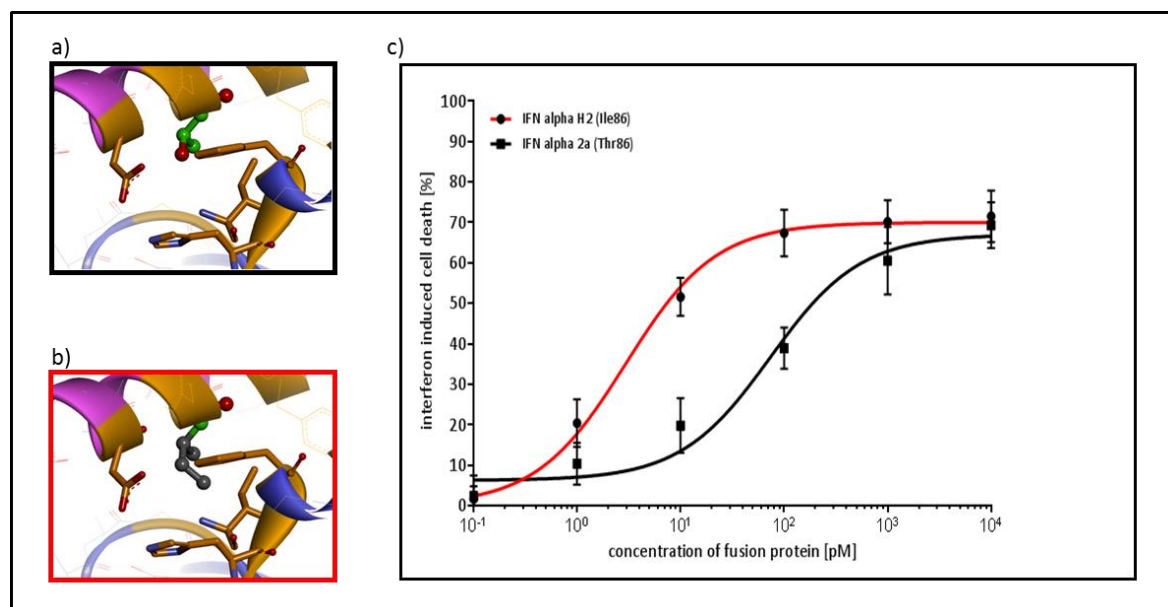 a)
b)
c)
IFN alpha H2 (Ile86)
IFN alpha 2a (Thr86)
interferon induced cell death [%]
100
90
80
70
60
50
40
30
20
10
0
10⁻¹ 10⁰ 10¹ 10² 10³ 10⁴
concentration of fusion protein [pM]